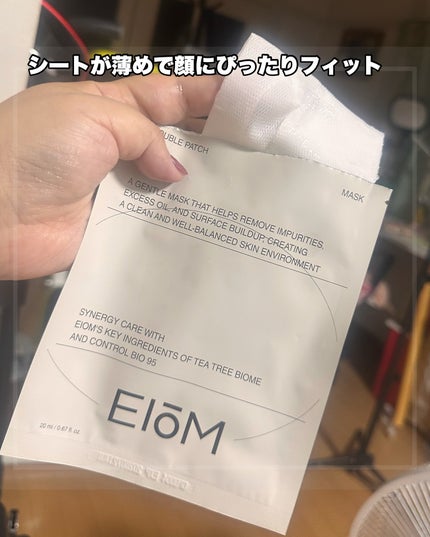 シートが薄めで顔にぴったりフィット
UBLE PATCH
MASK
A GENTLE MASK THAT HELPS REMOVE IMPURITIES,
EXCESS OIL, AND SURFACE BUILDUP, CREATING
A CLEAN AND WELL-BALANCED SKIN ENVIRONMENT
SYNERGY CARE WITH
EIOM'S KEY INGREDIENTS OF TEA TREE BIOME
AND CONTROL BIO 95
EIōM
20 ml / 0.67 fl. oz.